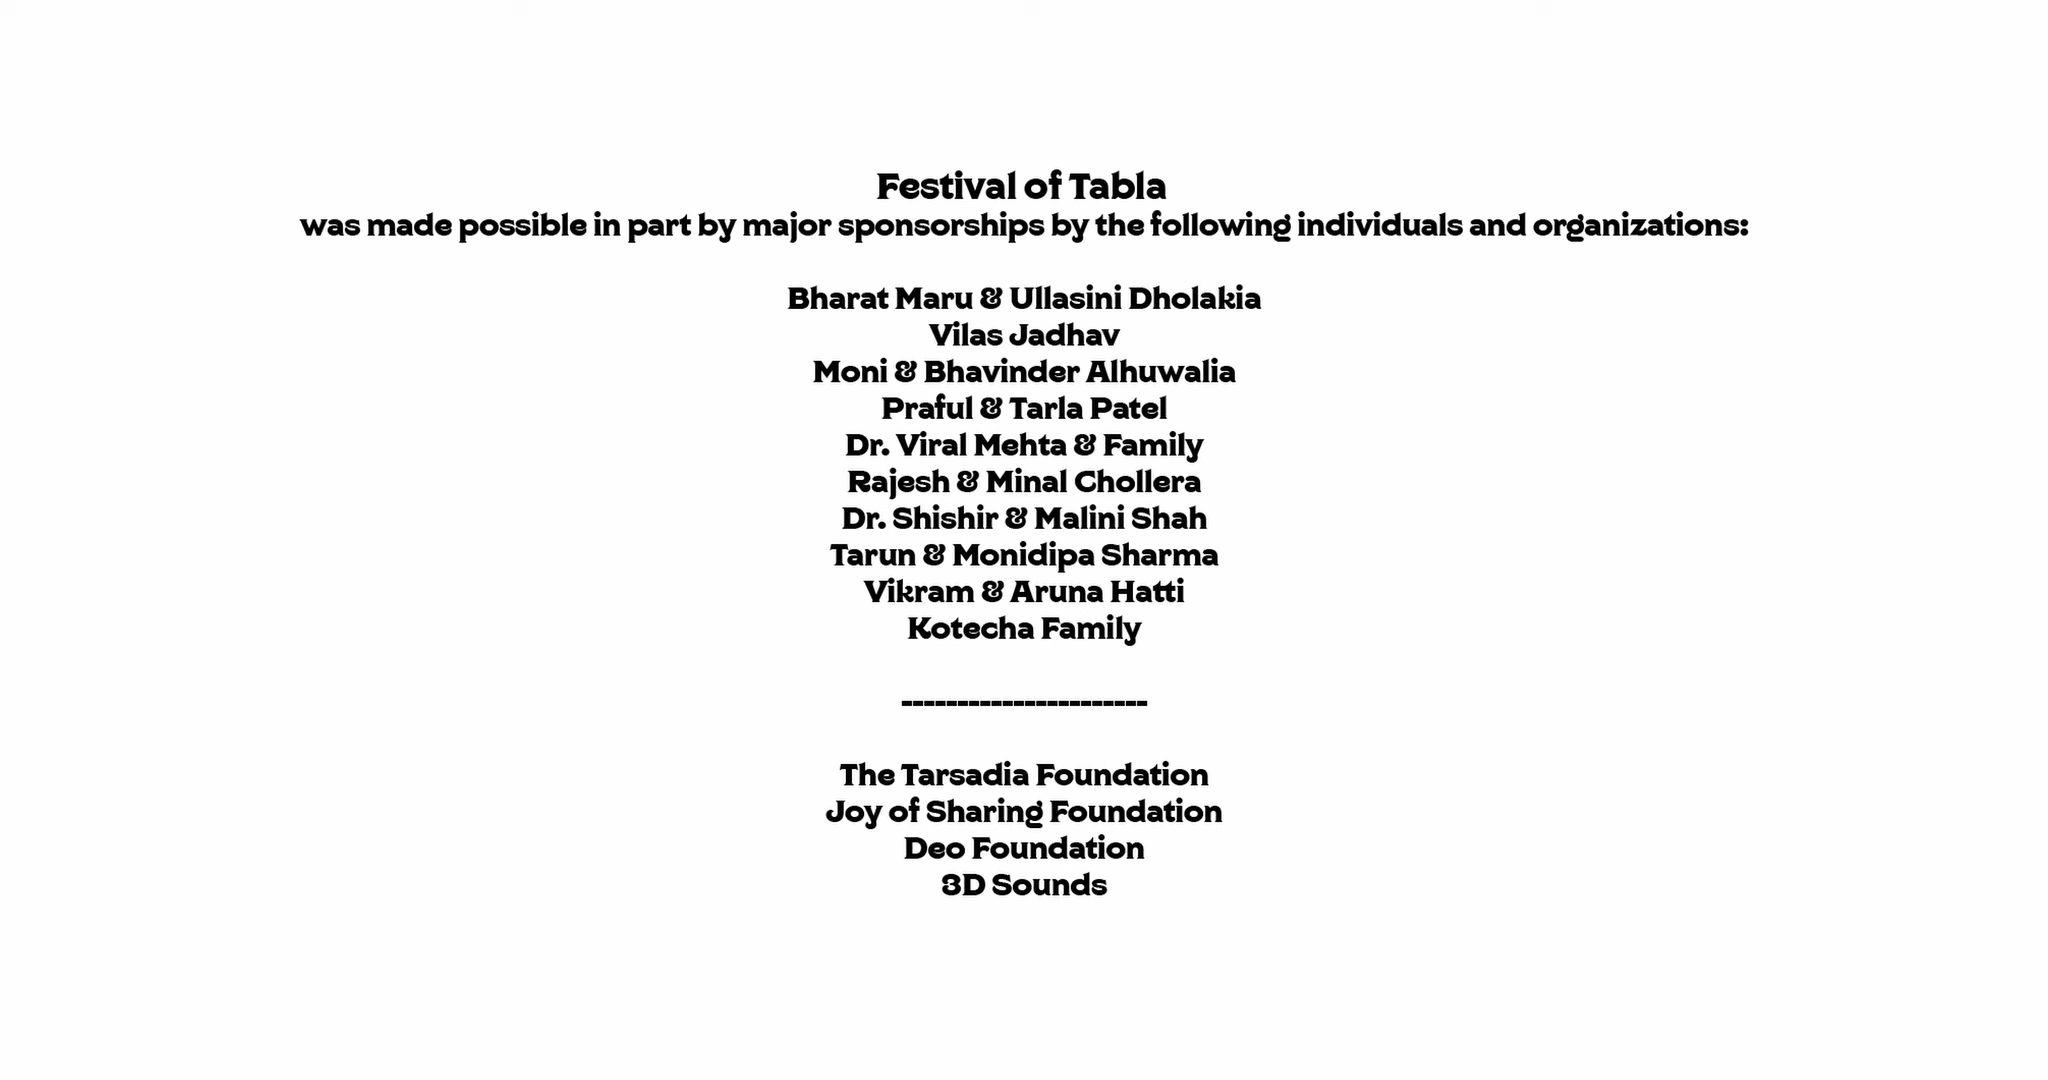 Festival of Tabla
was made possible in part by major sponsorships by the following individuals and organizations:
Bharat Maru & Ullasini Dholakia
Vilas Jadhav
Moni & Bhavinder Alhuwalia
Praful & Tarla Patel
Dr. Viral Mehta & Family
Rajesh & Minal Chollera
Dr. Shishir & Malini Shah
Tarun & Monidipa Sharma
Vikram & Aruna Hatti
Kotecha Family
----------------------
The Tarsadia Foundation
Joy of Sharing Foundation
Deo Foundation
3D Sounds